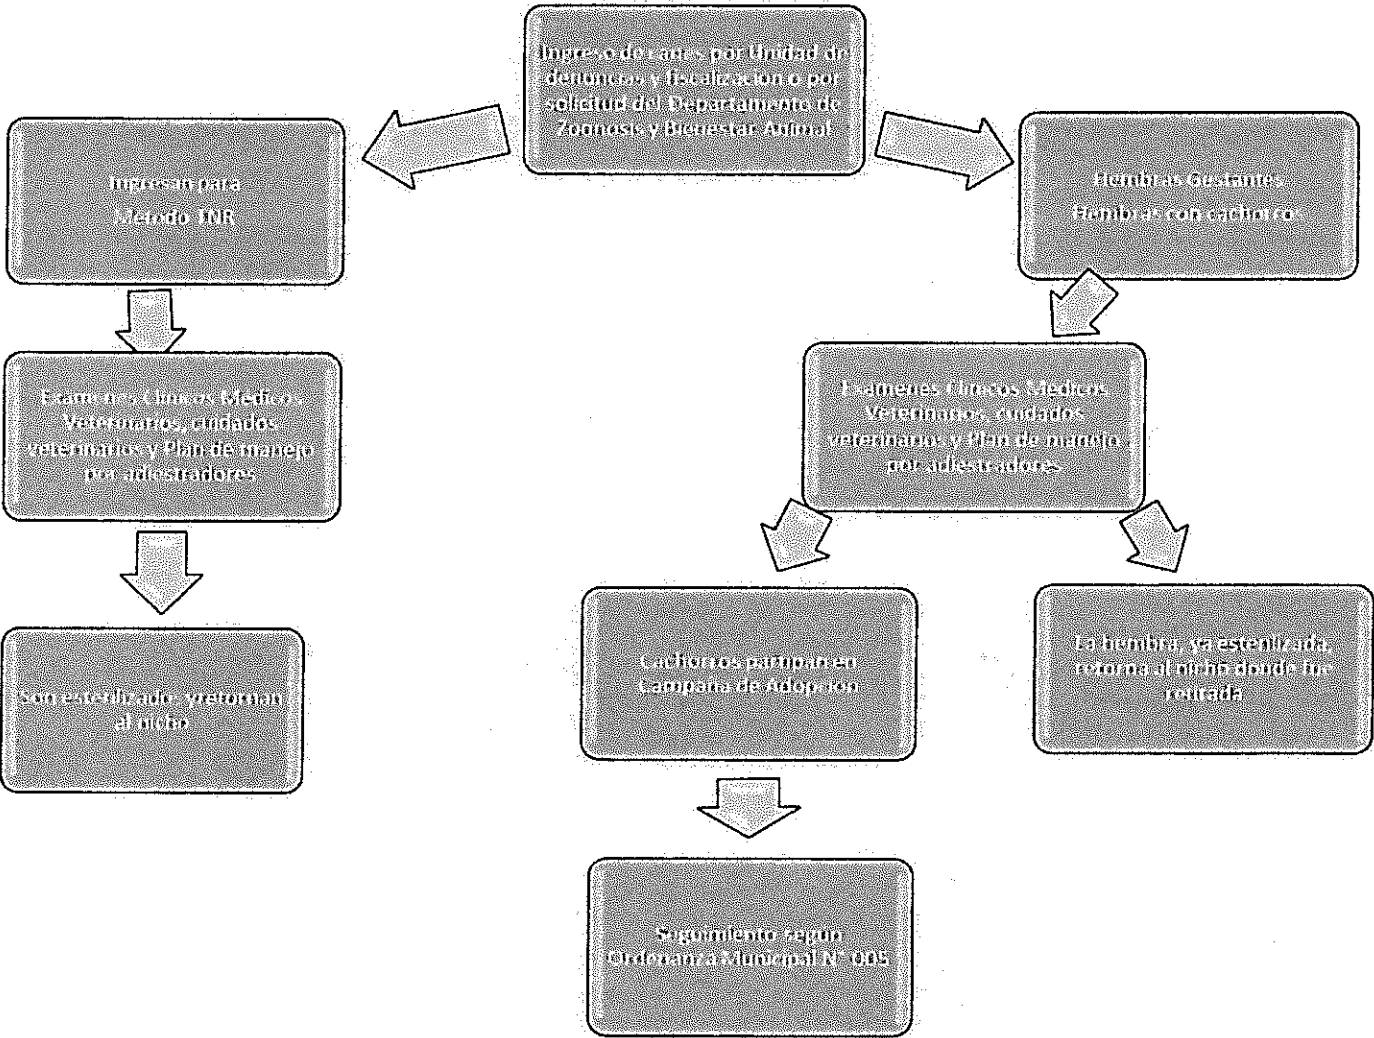 Ingreso de canes por Unidad de
denuncias y fiscalización o por
solicitud del Departamento de
Zoonosis y Bienestar Animal
Ingresan para
Método TNR
Hembras Gestantes
Hembras con cachorros
Exámenes Clínicos Médicos
Veterinarios, cuidados
veterinarios y Plan de manejo
por adiestradores
Exámenes Clínicos Médicos
Veterinarios, cuidados
veterinarios y Plan de manejo
por adiestradores
Son esterilizados y retornan
al nicho
Cachorros partipan en
Campaña de Adopción
La hembra, ya esterilizada,
retorna al nicho donde fue
retirada
Seguimiento según
Ordenanza Municipal N° 005